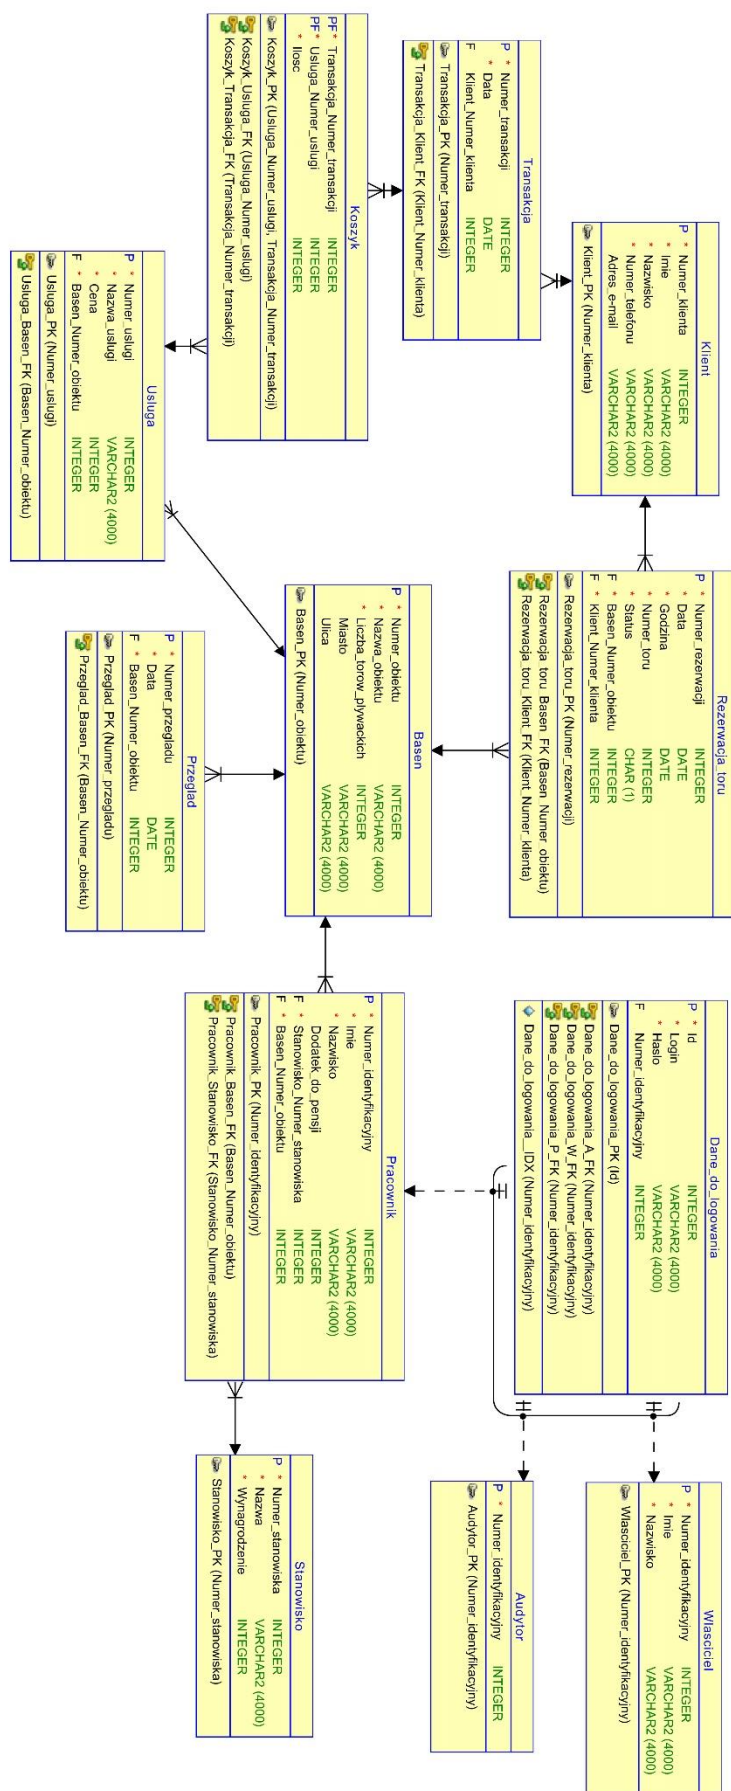 Klient
P * Numer_klienta INTEGER
* Imie VARCHAR2 (4000)
* Nazwisko VARCHAR2 (4000)
* Numer_telefonu VARCHAR2 (4000)
Adres_e-mail VARCHAR2 (4000)
Klient_PK (Numer_klienta)
Transakcja
P * Numer_transakcji INTEGER
* Data DATE
F Klient_Numer_klienta INTEGER
Transakcja_PK (Numer_transakcji)
Transakcja_Klient_FK (Klient_Numer_klienta)
Koszyk
PF* Transakcja_Numer_transakcji INTEGER
PF* Usluga_Numer_uslugi INTEGER
* Ilosc INTEGER
Koszyk_PK (Usluga_Numer_uslugi, Transakcja_Numer_transakcji)
Koszyk_Usluga_FK (Usluga_Numer_uslugi)
Koszyk_Transakcja_FK (Transakcja_Numer_transakcji)
Usluga
P * Numer_uslugi INTEGER
* Nazwa_uslugi VARCHAR2 (4000)
* Cena INTEGER
F * Basen_Numer_obiektu INTEGER
Usluga_PK (Numer_uslugi)
Usluga_Basen_FK (Basen_Numer_obiektu)
Rezerwacja_toru
P * Numer_rezerwacji INTEGER
* Data DATE
* Godzina DATE
* Numer_toru INTEGER
* Status CHAR (1)
F * Basen_Numer_obiektu INTEGER
F * Klient_Numer_klienta INTEGER
Rezerwacja_toru_PK (Numer_rezerwacji)
Rezerwacja_toru_Basen_FK (Basen_Numer_obiektu)
Rezerwacja_toru_Klient_FK (Klient_Numer_klienta)
Basen
P * Numer_obiektu INTEGER
* Nazwa_obiektu VARCHAR2 (4000)
* Liczba_torow_plywackich INTEGER
Miasto VARCHAR2 (4000)
Ulica VARCHAR2 (4000)
Basen_PK (Numer_obiektu)
Przeglad
P * Numer_przegladu INTEGER
* Data DATE
F * Basen_Numer_obiektu INTEGER
Przeglad_PK (Numer_przegladu)
Przeglad_Basen_FK (Basen_Numer_obiektu)
Dane_do_logowania
P * Id INTEGER
* Login VARCHAR2 (4000)
* Haslo VARCHAR2 (4000)
F Numer_identyfikacyjny INTEGER
Dane_do_logowania_PK (Id)
Dane_do_logowania_A_FK (Numer_identyfikacyjny)
Dane_do_logowania_W_FK (Numer_identyfikacyjny)
Dane_do_logowania_P_FK (Numer_identyfikacyjny)
Dane_do_logowania__IDX (Numer_identyfikacyjny)
Pracownik
P * Numer_identyfikacyjny INTEGER
* Imie VARCHAR2 (4000)
* Nazwisko VARCHAR2 (4000)
Dodatek_do_pensji INTEGER
F * Stanowisko_Numer_stanowiska INTEGER
F * Basen_Numer_obiektu INTEGER
Pracownik_PK (Numer_identyfikacyjny)
Pracownik_Basen_FK (Basen_Numer_obiektu)
Pracownik_Stanowisko_FK (Stanowisko_Numer_stanowiska)
Wlasciciel
P * Numer_identyfikacyjny INTEGER
* Imie VARCHAR2 (4000)
* Nazwisko VARCHAR2 (4000)
Wlasciciel_PK (Numer_identyfikacyjny)
Audytor
P * Numer_identyfikacyjny INTEGER
Audytor_PK (Numer_identyfikacyjny)
Stanowisko
P * Numer_stanowiska INTEGER
* Nazwa VARCHAR2 (4000)
* Wynagrodzenie INTEGER
Stanowisko_PK (Numer_stanowiska)